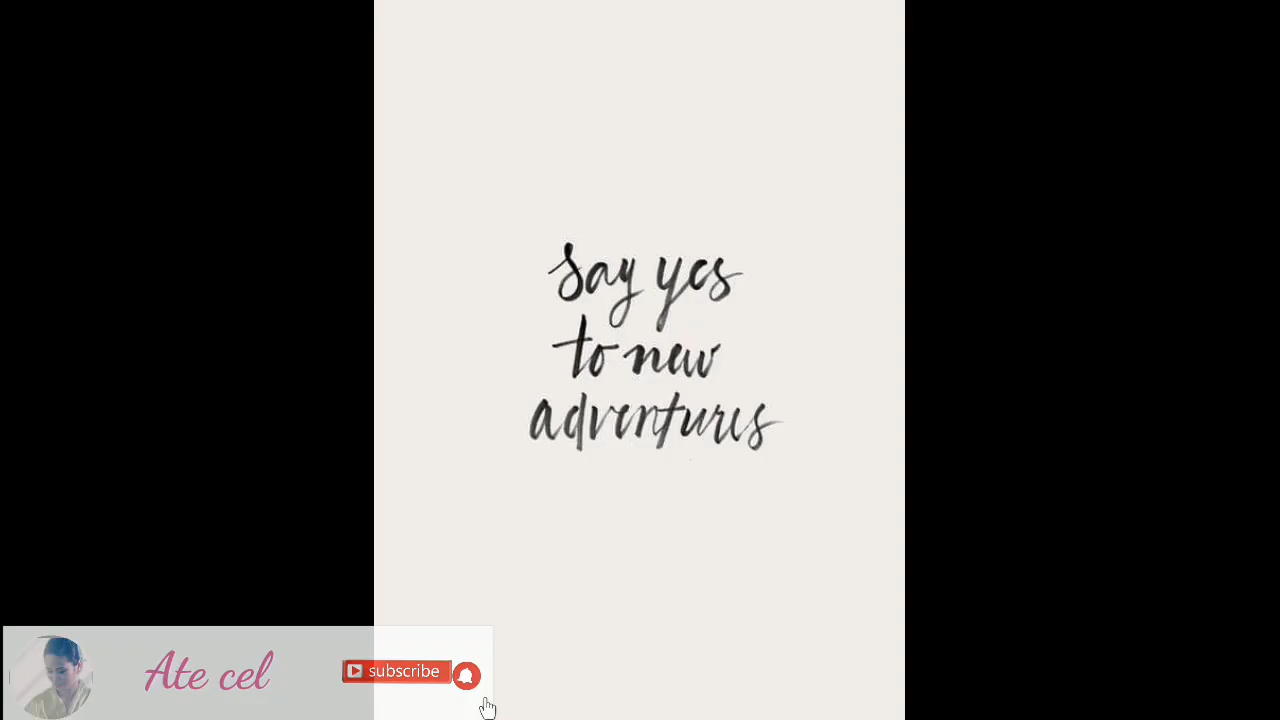 say yes
to new
adventures
Ate cel
subscribe